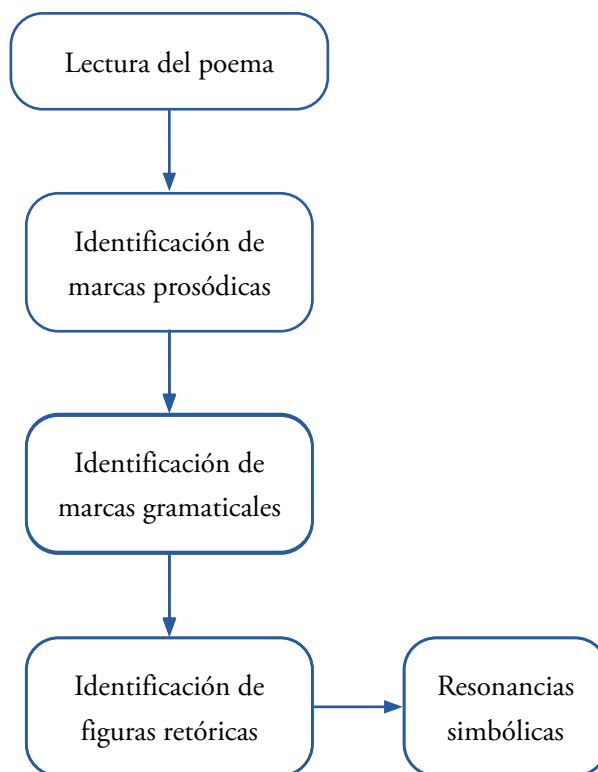 Lectura del poema
Identificación de
marcas prosódicas
Identificación de
marcas gramaticales
Identificación de
figuras retóricas
Resonancias
simbólicas